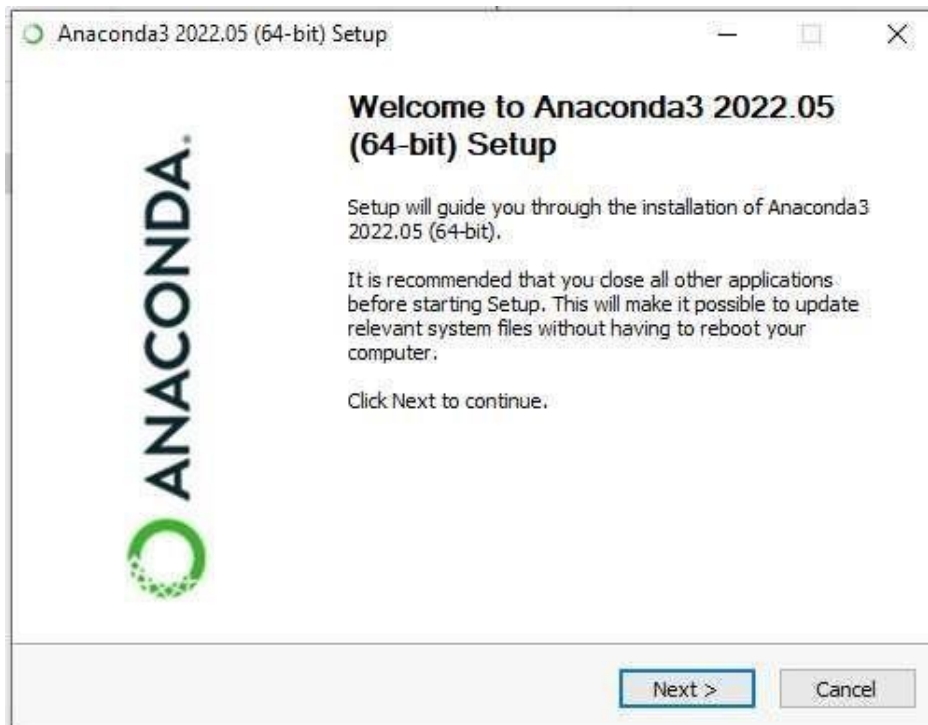 Anaconda3 2022.05 (64-bit) Setup
Welcome to Anaconda3 2022.05
(64-bit) Setup
ANACONDA.
Setup will guide you through the installation of Anaconda3
2022.05 (64-bit).
It is recommended that you close all other applications
before starting Setup. This will make it possible to update
relevant system files without having to reboot your
computer.
Click Next to continue.
Next >
Cancel